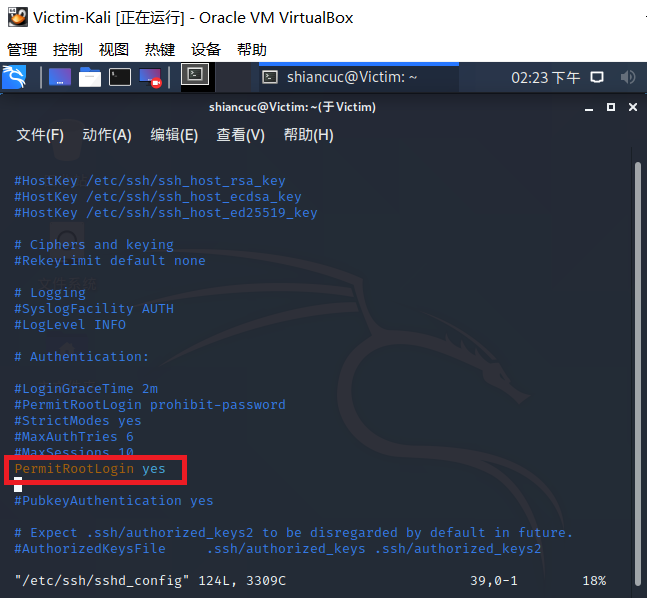 Victim-Kali [正在运行] - Oracle VM VirtualBox
管理 控制 视图 热键 设备 帮助
shiancuc@Victim: ~ 02:23 下午
shiancuc@Victim: ~(于 Victim)
文件(F) 动作(A) 编辑(E) 查看(V) 帮助(H)
#HostKey /etc/ssh/ssh_host_rsa_key
#HostKey /etc/ssh/ssh_host_ecdsa_key
#HostKey /etc/ssh/ssh_host_ed25519_key
# Ciphers and keying
#RekeyLimit default none
# Logging
#SyslogFacility AUTH
#LogLevel INFO
# Authentication:
#LoginGraceTime 2m
#PermitRootLogin prohibit-password
#StrictModes yes
#MaxAuthTries 6
#MaxSessions 10
PermitRootLogin yes
#PubkeyAuthentication yes
# Expect .ssh/authorized_keys2 to be disregarded by default in future.
#AuthorizedKeysFile .ssh/authorized_keys .ssh/authorized_keys2
"/etc/ssh/sshd_config" 124L, 3309C 39,0-1 18%